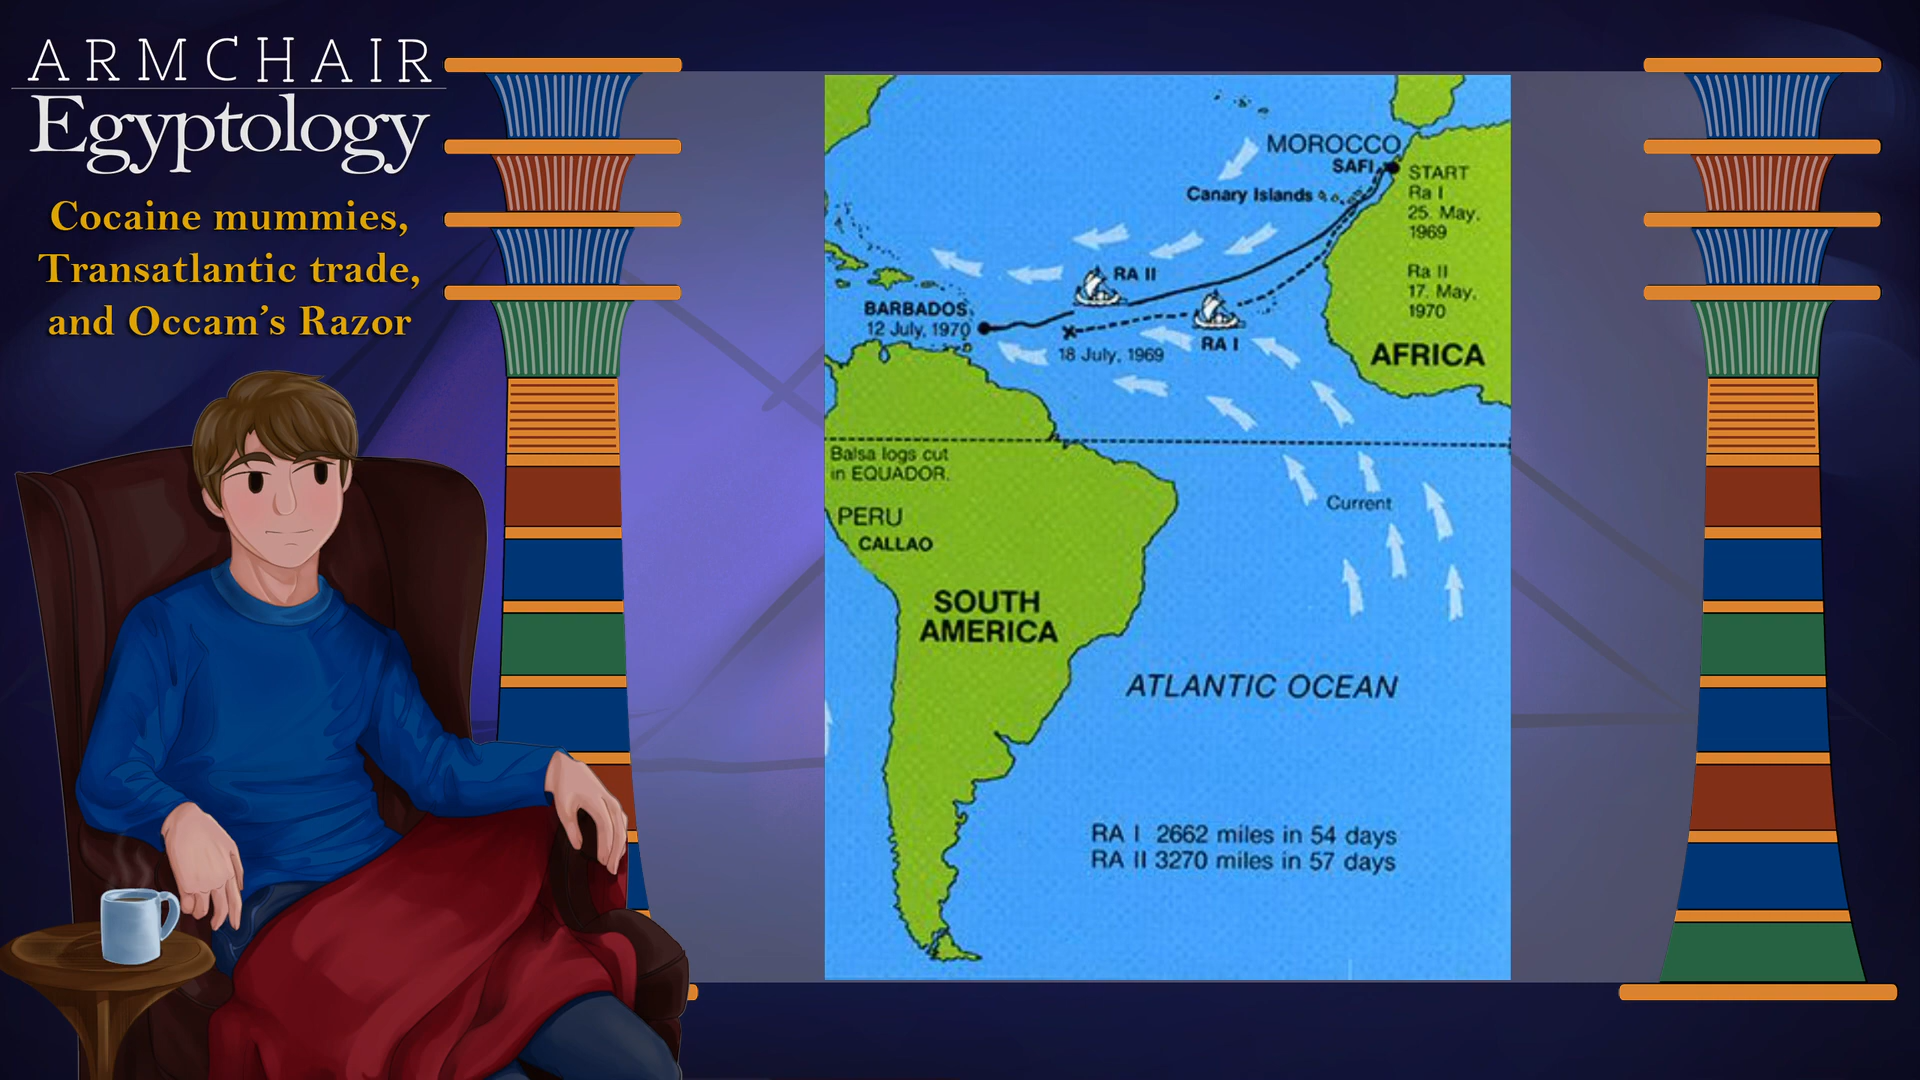 ARMCHAIR
Egyptology
Cocaine mummies,
Transatlantic trade,
and Occam's Razor
MOROCCO
SAFI
Canary Islands
START
Ra I
25. May,
1969
Ra II
17. May,
1970
AFRICA
RA II
RA I
BARBADOS
12 July, 1970
18 July, 1969
Balsa logs cut
in EQUADOR.
PERU
CALLAO
Current
SOUTH
AMERICA
ATLANTIC OCEAN
RA I 2662 miles in 54 days
RA II 3270 miles in 57 days